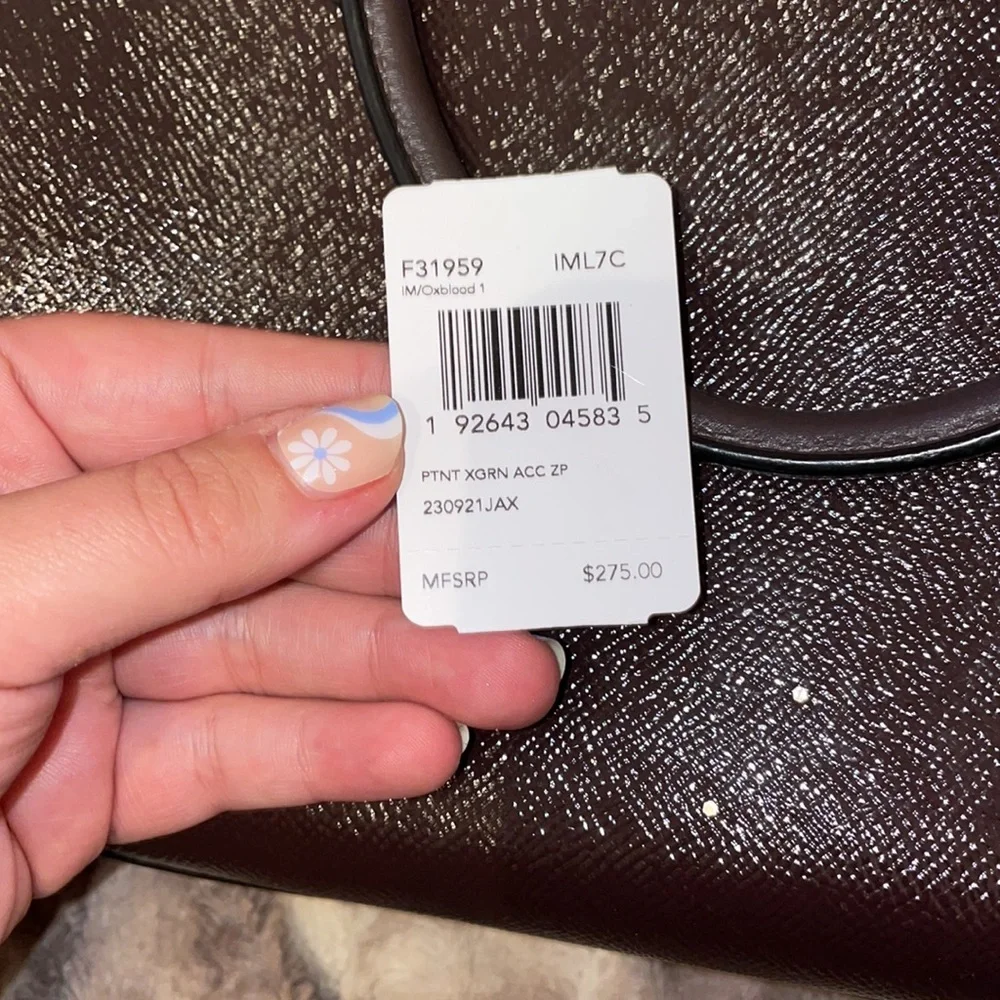 F31959 IML7C
IM/Oxblood 1
1 92643 04583 5
PTNT XGRN ACC ZP
230921JAX
MFSRP $275.00